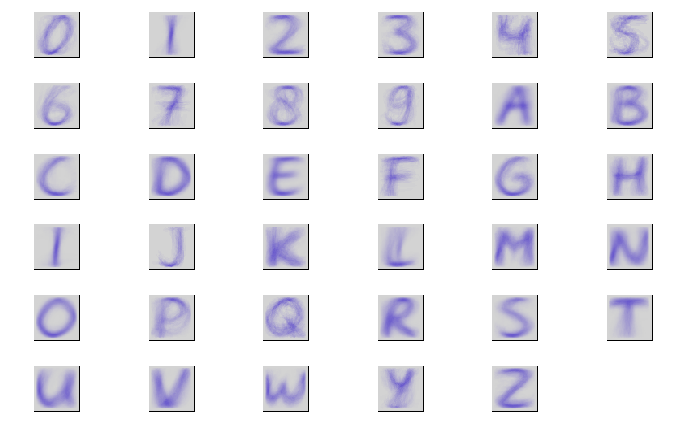 0 1 2 3 4 5
6 7 8 9 A B
C D E F G H
I J K L M N
O P Q R S T
U V W Y Z